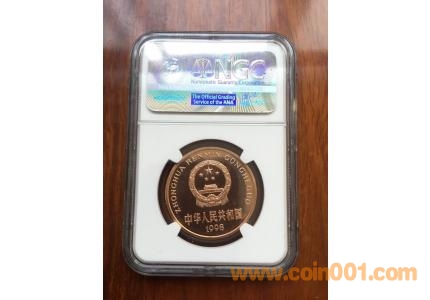 NGC
Numismatic Guaranty Corporation
The Official Grading
Service of the ANA
ZHONGHUA RENMIN GONGHEGUO
中华人民共和国
1998
www.coin001.com